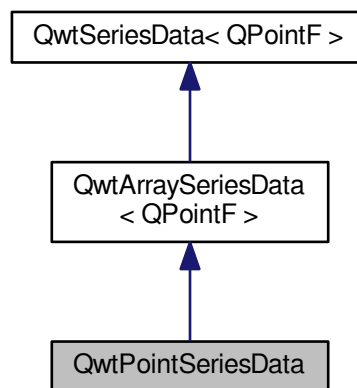 QwtSeriesData< QPointF >
QwtArraySeriesData
< QPointF >
QwtPointSeriesData